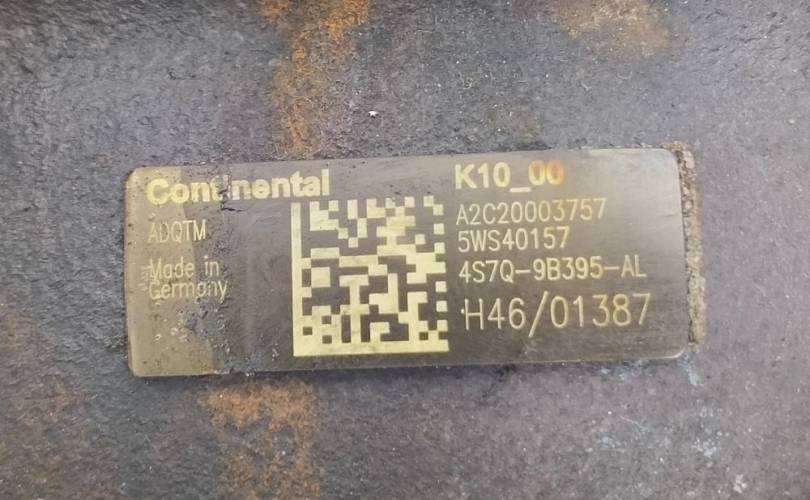 Continental
ADQTM
Made in
Germany
K10_00
A2C20003757
5WS40157
4S7Q-9B395-AL
H46/01387